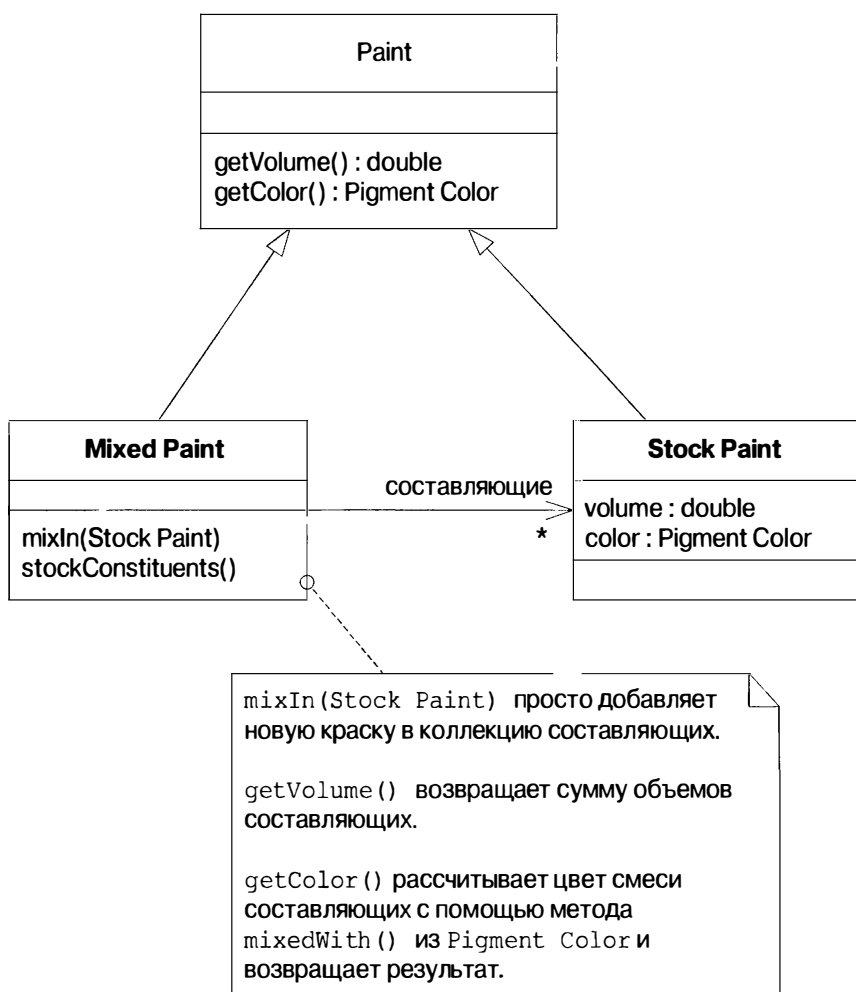 Paint
getVolume() : double
getColor() : Pigment Color
Mixed Paint
mixIn(Stock Paint)
stockConstituents()
составляющие
*
Stock Paint
volume : double
color : Pigment Color
mixIn(Stock Paint) просто добавляет
новую краску в коллекцию составляющих.
getVolume() возвращает сумму объемов
составляющих.
getColor() рассчитывает цвет смеси
составляющих с помощью метода
mixedWith() из Pigment Color и
возвращает результат.